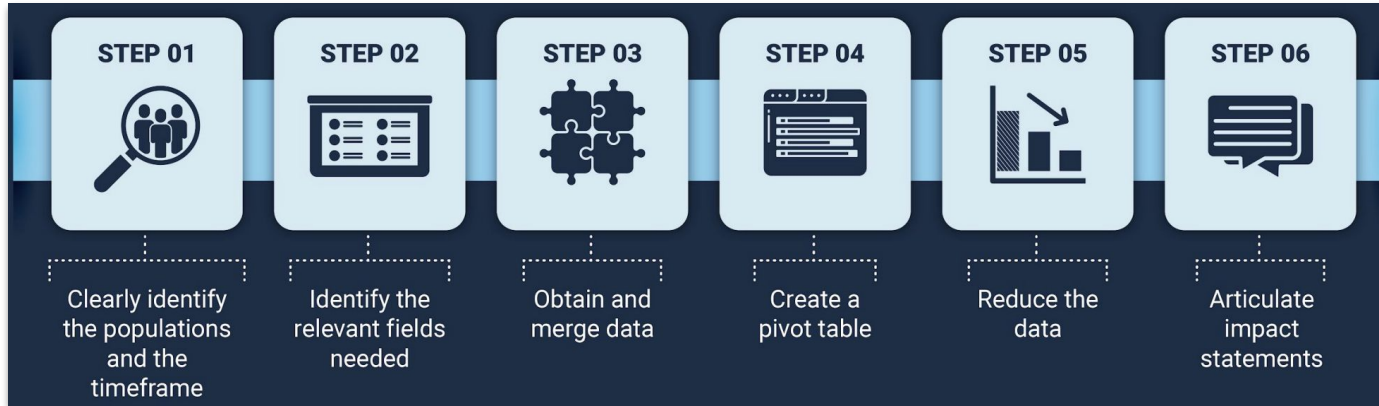 STEP 01
Clearly identify
the populations
and the
timeframe
STEP 02
Identify the
relevant fields
needed
STEP 03
Obtain and
merge data
STEP 04
Create a
pivot table
STEP 05
Reduce the
data
STEP 06
Articulate
impact
statements